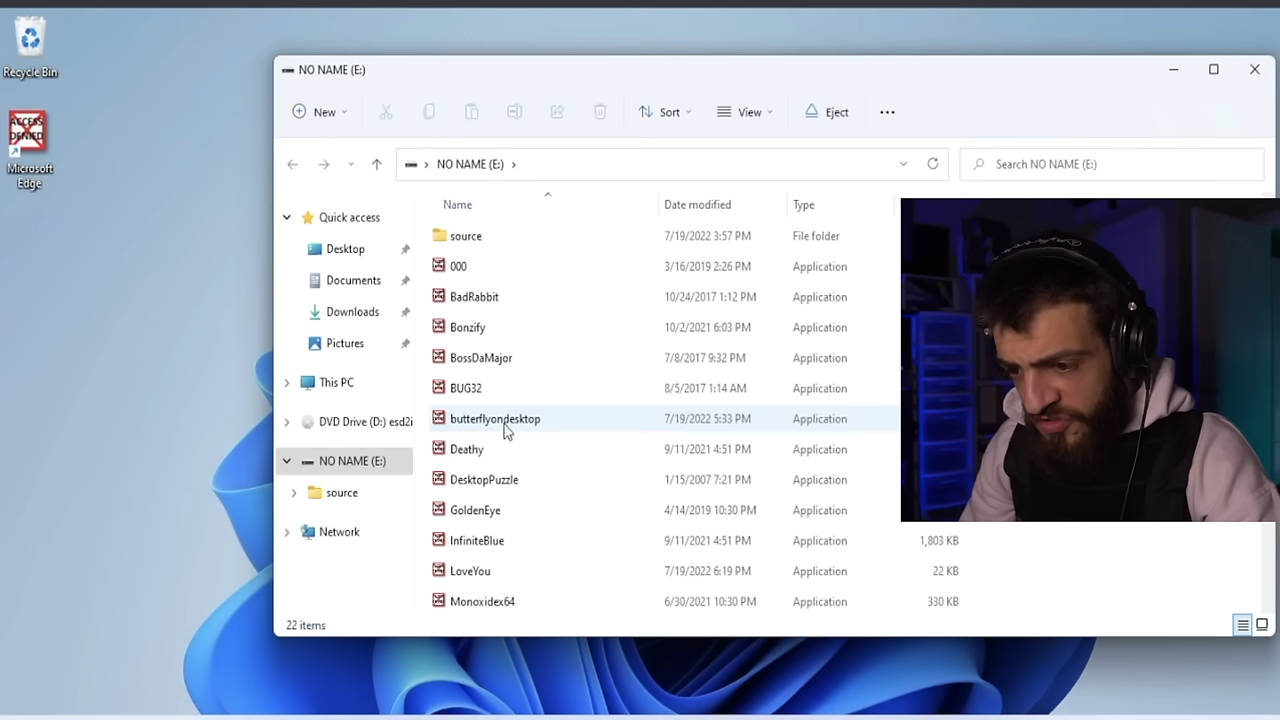 Recycle Bin
ACCESS
DENIED
Microsoft
Edge
NO NAME (E:)
New
Sort
View
Eject
NO NAME (E:)
Search NO NAME (E:)
Name Date modified Type
Quick access
Desktop
Documents
Downloads
Pictures
This PC
DVD Drive (D:) esd2i
NO NAME (E:)
source
Network
source 7/19/2022 3:57 PM File folder
000 3/16/2019 2:26 PM Application
BadRabbit 10/24/2017 1:12 PM Application
Bonzify 10/2/2021 6:03 PM Application
BossDaMajor 7/8/2017 9:32 PM Application
BUG32 8/5/2017 1:14 AM Application
butterflyondesktop 7/19/2022 5:33 PM Application
Deathy 9/11/2021 4:51 PM Application
DesktopPuzzle 1/15/2007 7:21 PM Application
GoldenEye 4/14/2019 10:30 PM Application
InfiniteBlue 9/11/2021 4:51 PM Application 1,803 KB
LoveYou 7/19/2022 6:19 PM Application 22 KB
Monoxidex64 6/30/2021 10:30 PM Application 330 KB
22 items